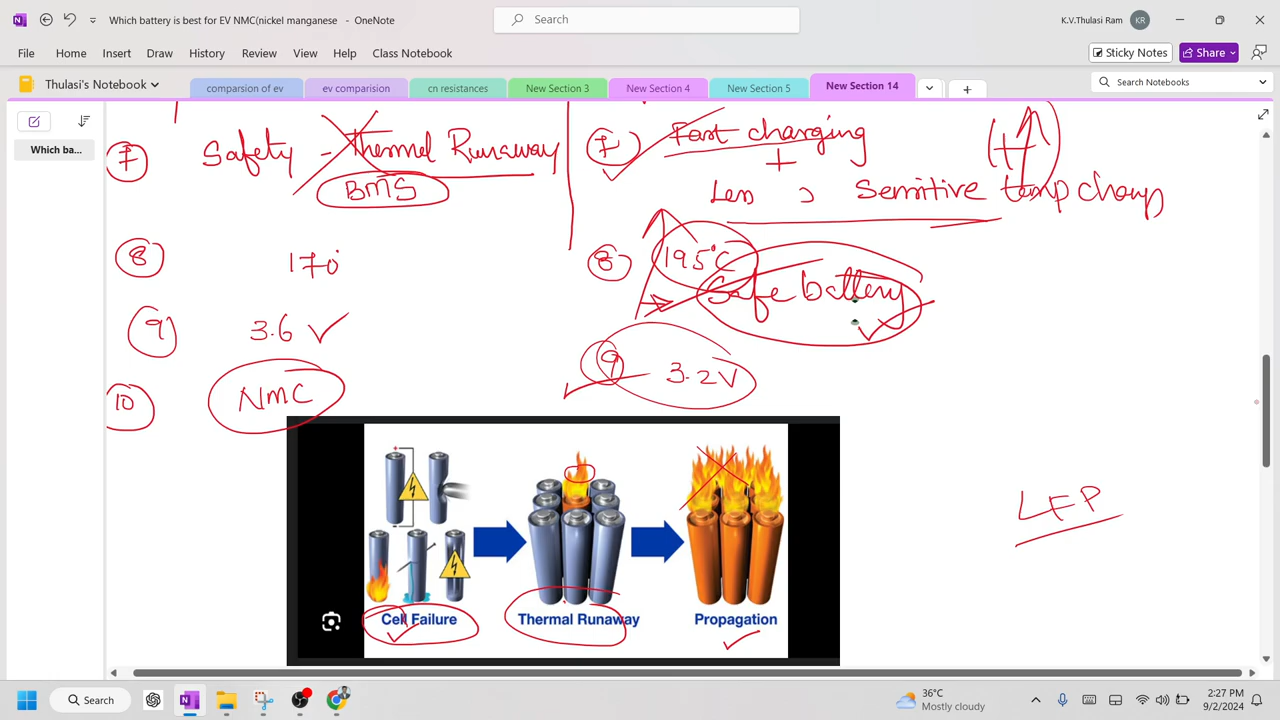 Which battery is best for EV NMC(nickel manganese - OneNote
Search
K.V.Thulasi Ram
KR
File Home Insert Draw History Review View Help Class Notebook
Sticky Notes
Share
Thulasi's Notebook
comparsion of ev
ev comparision
cn resistances
New Section 3
New Section 4
New Section 5
New Section 14
+
Search Notebooks
Which ba...
7 Safety - Thermal Runaway
BMS
7 Fast charging
+
Less > Sensitive temp change
(+)
8 170°
8 195°C
Safe battery
9 3.6
9 3.2V
10 NMC
LFP
Cell Failure
Thermal Runaway
Propagation
Search
36°C
Mostly cloudy
2:27 PM
9/2/2024